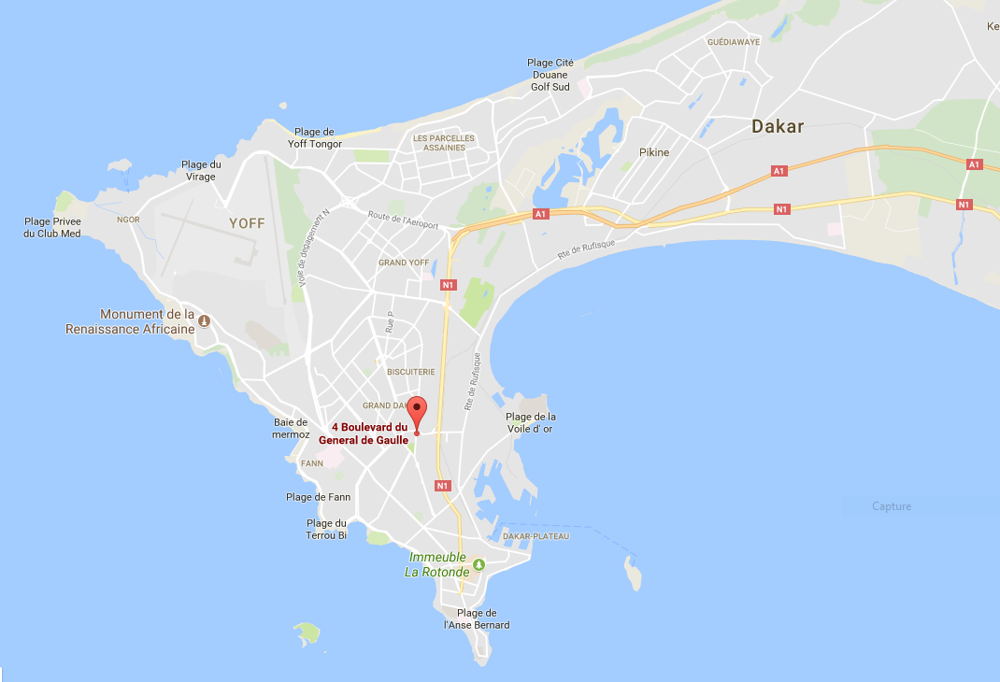 Ke
GUÉDIAWAYE
Plage Cité
Douane
Golf Sud
Dakar
Plage de
Yoff Tongor
LES PARCELLES
ASSAINIES
Pikine
Plage du
Virage
A1
A1
N1
N1
A1
Plage Privee
du Club Med
NGOR
YOFF
Route de l'Aeroport
Voie de degagement N
Rte de Rufisque
GRAND YOFF
N1
Monument de la
Renaissance Africaine
Rue P
BISCUITERIE
Rte de Rufisque
GRAND DA
Plage de la
Voile d' or
Baie de
mermoz
4 Boulevard du
General de Gaulle
FANN
N1
Plage de Fann
Capture
Plage du
Terrou Bi
DAKAR-PLATEAU
Immeuble
La Rotonde
Plage de
l'Anse Bernard